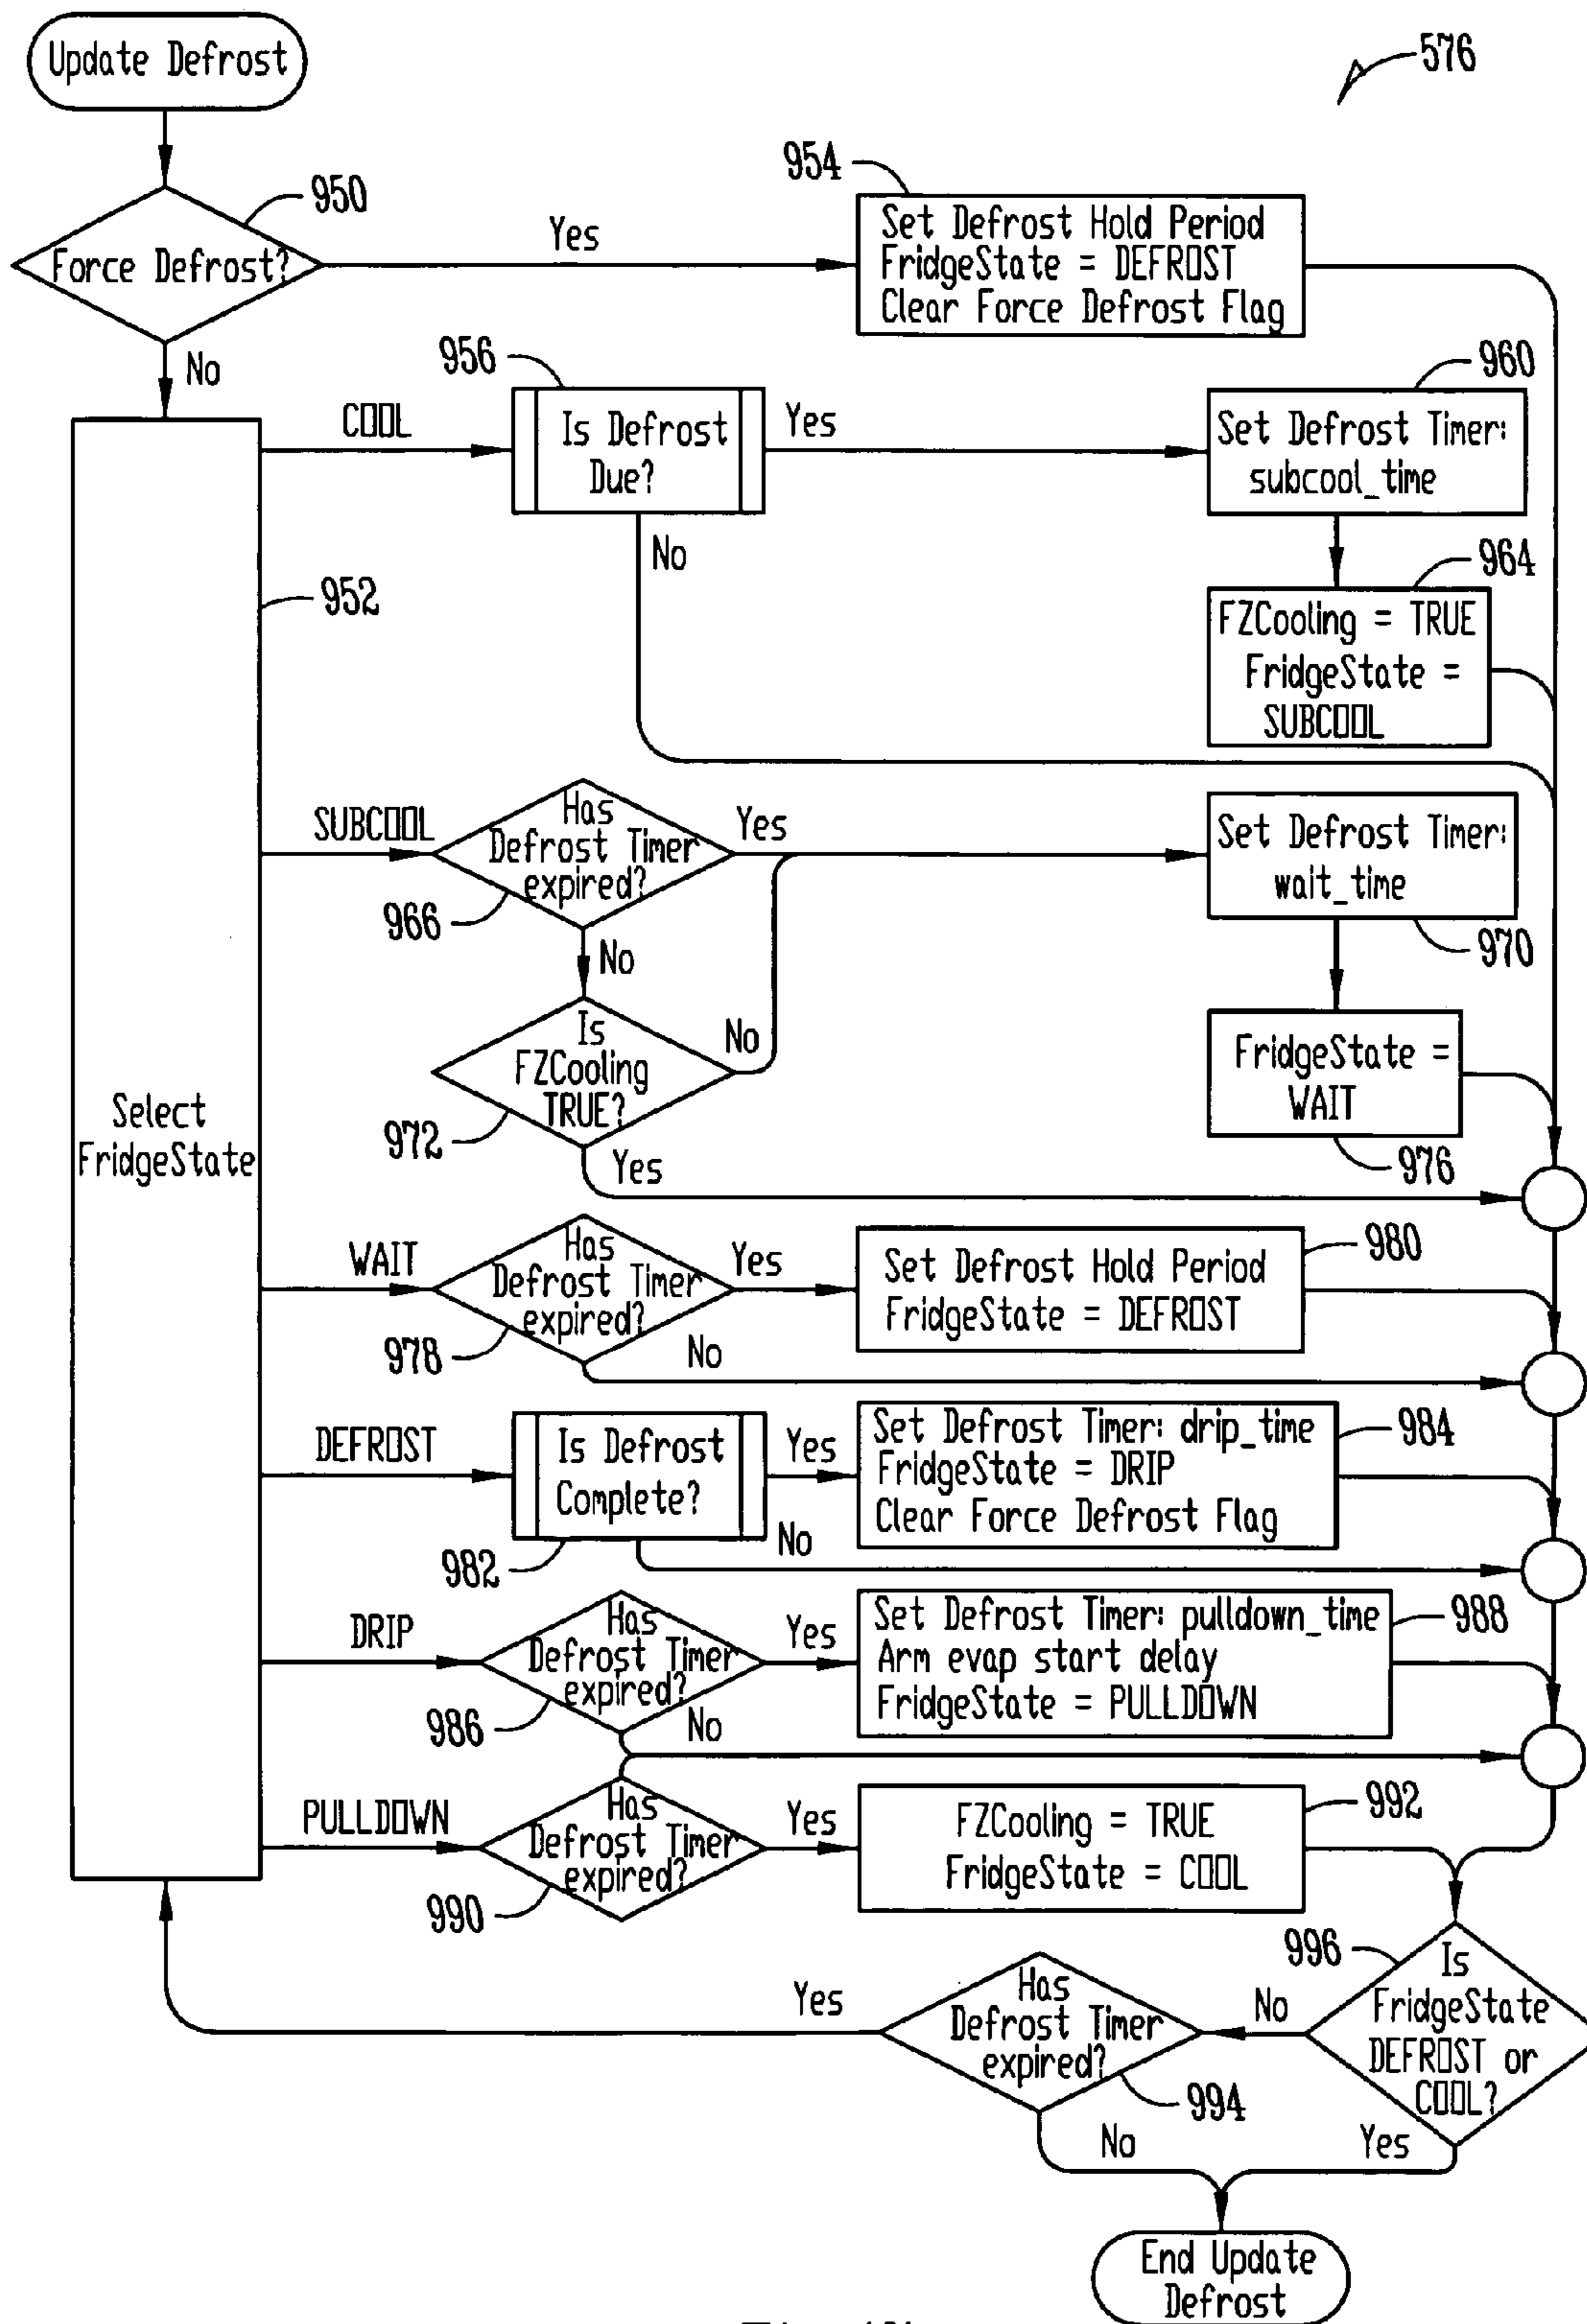 Update Defrost
576
950
Force Defrost?
Yes
No
954
Set Defrost Hold Period
FridgeState = DEFROST
Clear Force Defrost Flag
952
Select
FridgeState
COOL
956
Is Defrost
Due?
Yes
No
960
Set Defrost Timer:
subcool_time
964
FZCooling = TRUE
FridgeState =
SUBCOOL
SUBCOOL
Has
Defrost Timer
expired?
966
Yes
No
Is
FZCooling
TRUE?
972
No
Yes
Set Defrost Timer:
wait_time
970
FridgeState =
WAIT
976
WAIT
Has
Defrost Timer
expired?
978
Yes
No
Set Defrost Hold Period
FridgeState = DEFROST
980
DEFROST
Is Defrost
Complete?
982
Yes
No
Set Defrost Timer: drip_time
FridgeState = DRIP
Clear Force Defrost Flag
984
DRIP
Has
Defrost Timer
expired?
986
Yes
No
Set Defrost Timer: pulldown_time
Arm evap start delay
FridgeState = PULLDOWN
988
PULLDOWN
Has
Defrost Timer
expired?
990
Yes
FZCooling = TRUE
FridgeState = COOL
992
996
Is
FridgeState
DEFROST or
COOL?
No
Yes
Has
Defrost Timer
expired?
994
Yes
No
End Update
Defrost